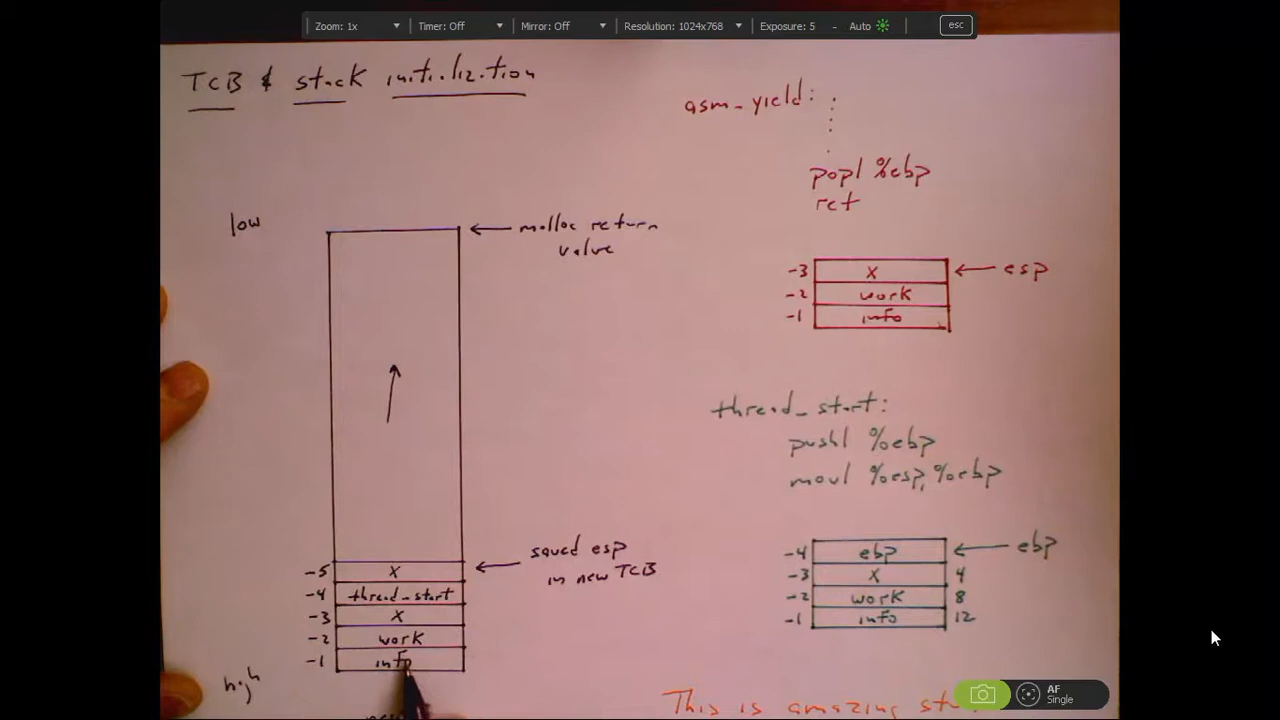 Zoom: 1x Timer: Off Mirror: Off Resolution: 1024x768 Exposure: 5 - Auto esc
TCB & stack initialization
asm_yield:
popl %ebp
ret
low
malloc return
value
-3 X esp
-2 work
-1 info
thread_start:
pushl %ebp
movl %esp, %ebp
saved esp
in new TCB
-5 X
-4 thread_start
-3 X
-2 work
-1 info
high
-4 ebp ebp
-3 X 4
-2 work 8
-1 info 12
This is amazing
AF
Single